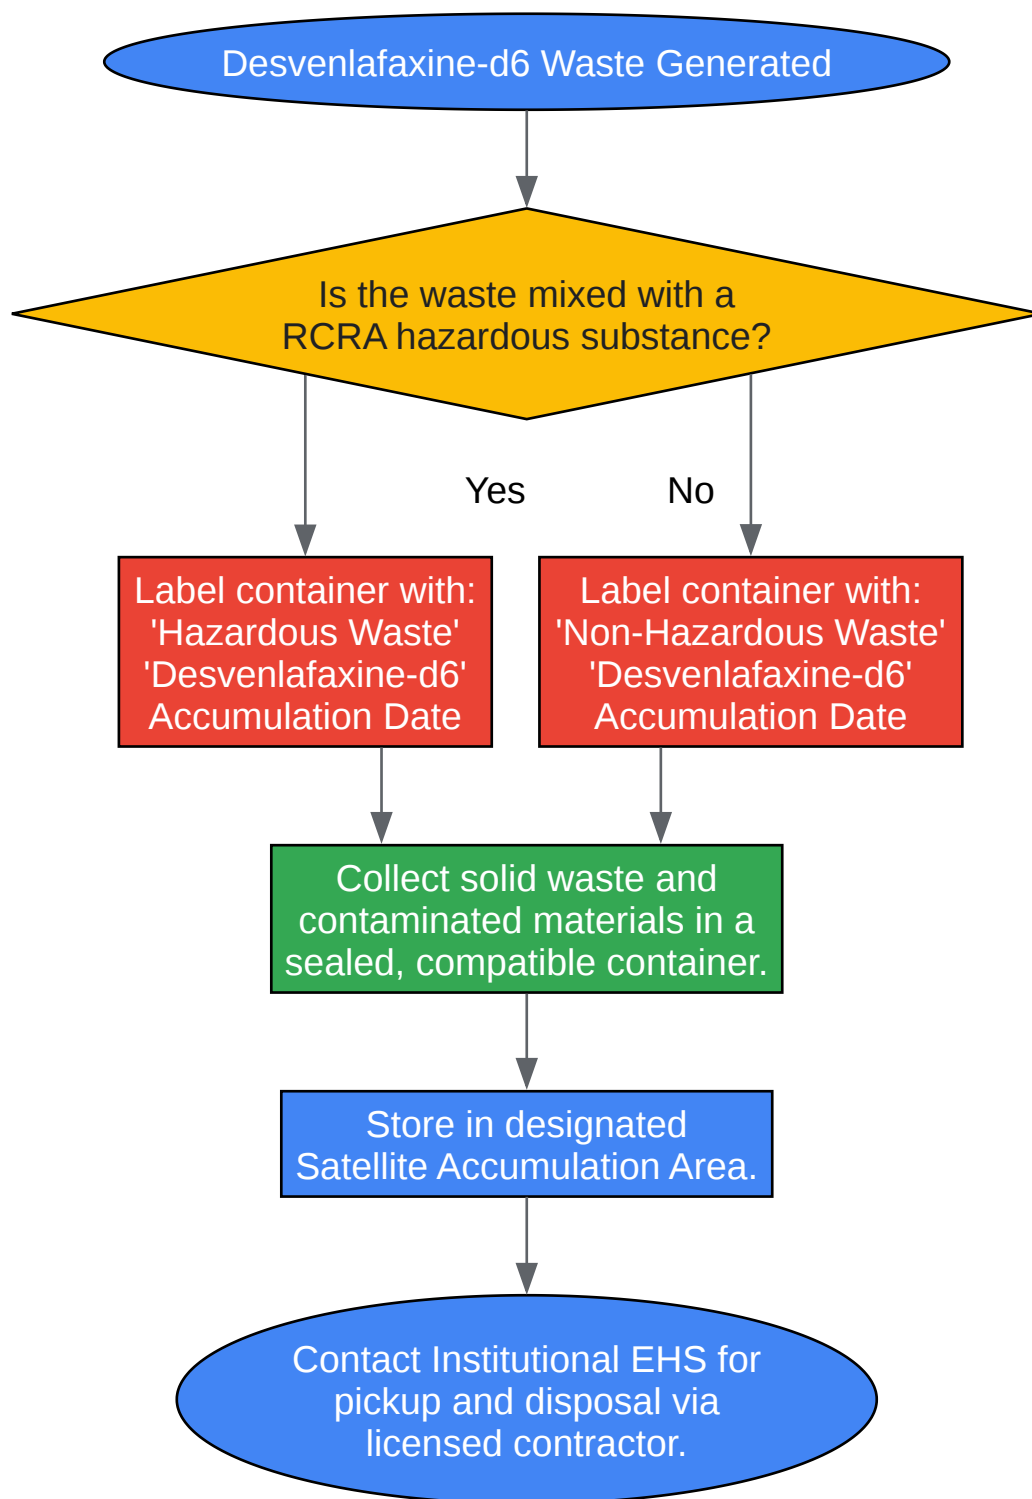 Desvenlafaxine-d6 Waste Generated
Is the waste mixed with a
RCRA hazardous substance?
Yes
No
Label container with:
'Hazardous Waste'
'Desvenlafaxine-d6'
Accumulation Date
Label container with:
'Non-Hazardous Waste'
'Desvenlafaxine-d6'
Accumulation Date
Collect solid waste and
contaminated materials in a
sealed, compatible container.
Store in designated
Satellite Accumulation Area.
Contact Institutional EHS for
pickup and disposal via
licensed contractor.